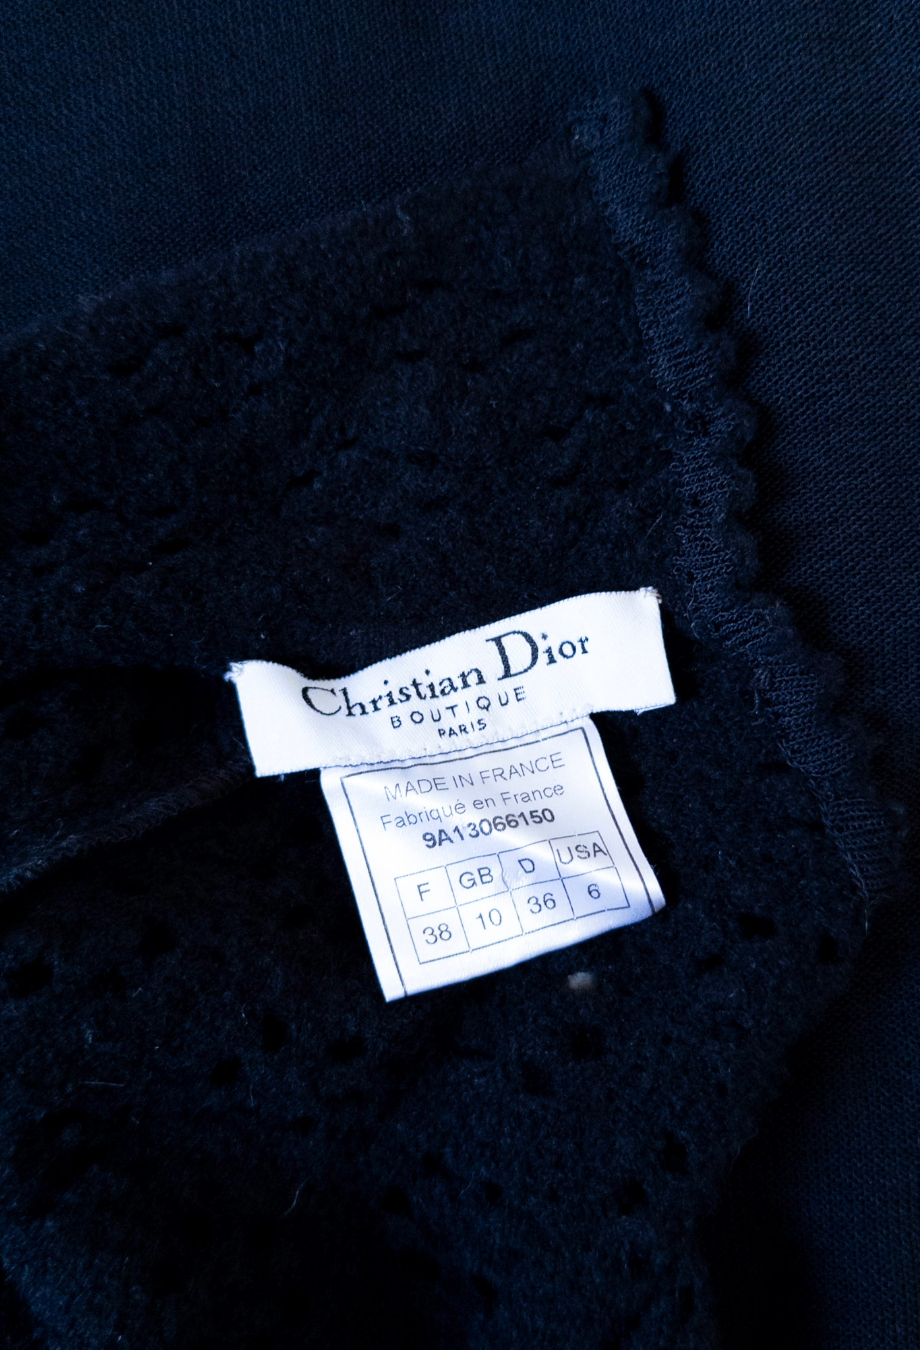 Christian Dior
BOUTIQUE
PARIS
MADE IN FRANCE
Fabriqué en France
9A13066150
F GB D USA
38 10 36 6